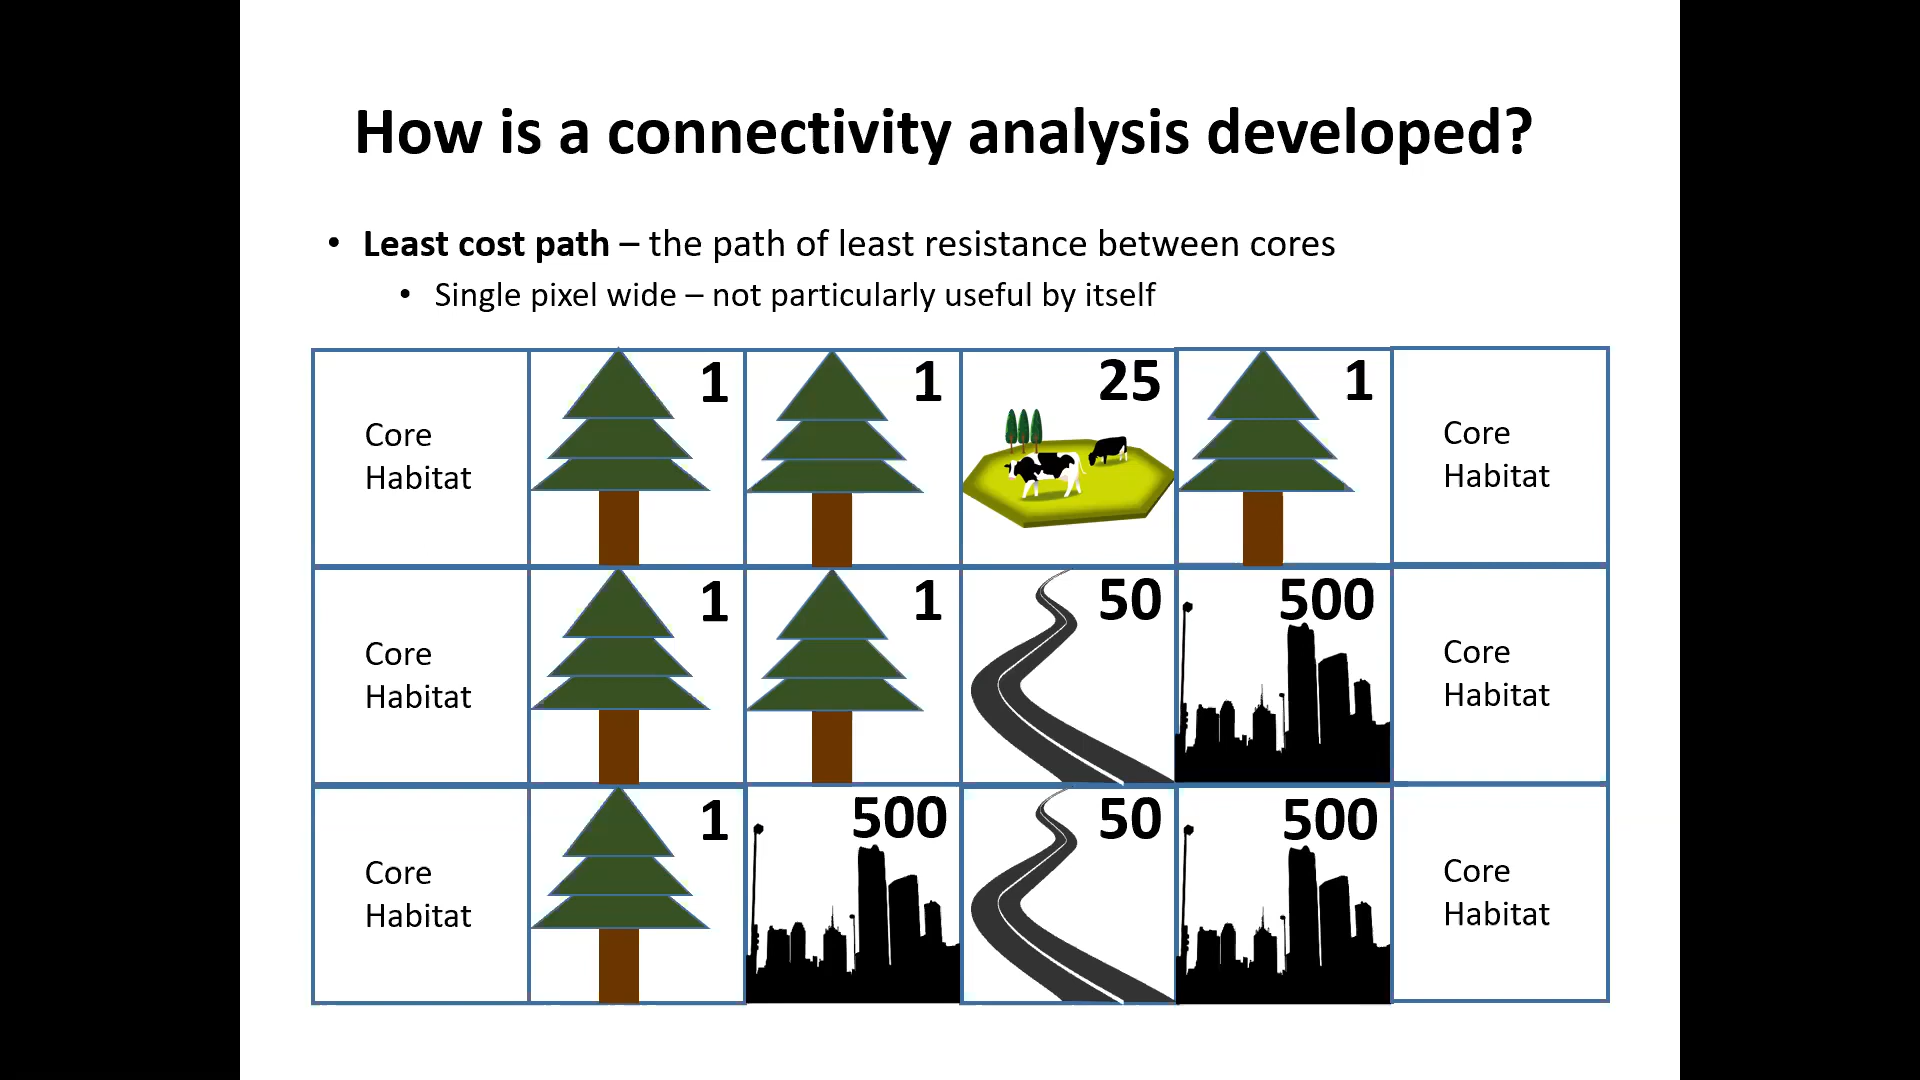 How is a connectivity analysis developed?
• Least cost path – the path of least resistance between cores
• Single pixel wide – not particularly useful by itself
Core
Habitat
1
1
25
1
Core
Habitat
Core
Habitat
1
1
50
500
Core
Habitat
Core
Habitat
1
500
50
500
Core
Habitat